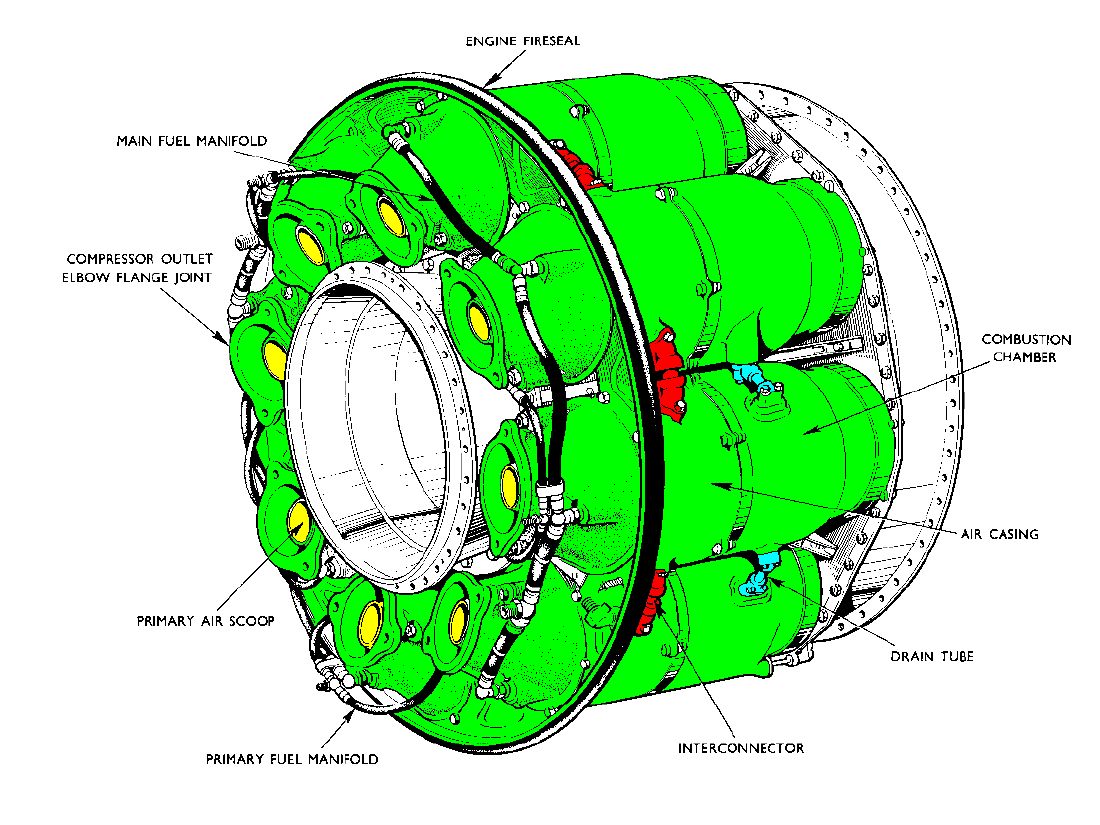 ENGINE FIRESEAL
MAIN FUEL MANIFOLD
COMPRESSOR OUTLET
ELBOW FLANGE JOINT
COMBUSTION
CHAMBER
AIR CASING
PRIMARY AIR SCOOP
DRAIN TUBE
INTERCONNECTOR
PRIMARY FUEL MANIFOLD